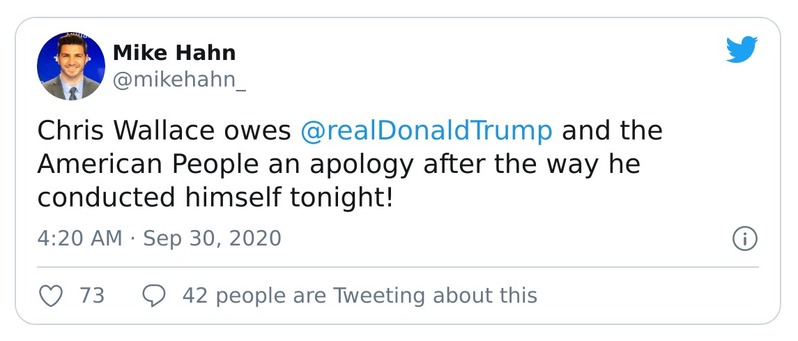 Mike Hahn
@mikehahn_
Chris Wallace owes @realDonaldTrump and the
American People an apology after the way he
conducted himself tonight!
4:20 AM · Sep 30, 2020
73 42 people are Tweeting about this